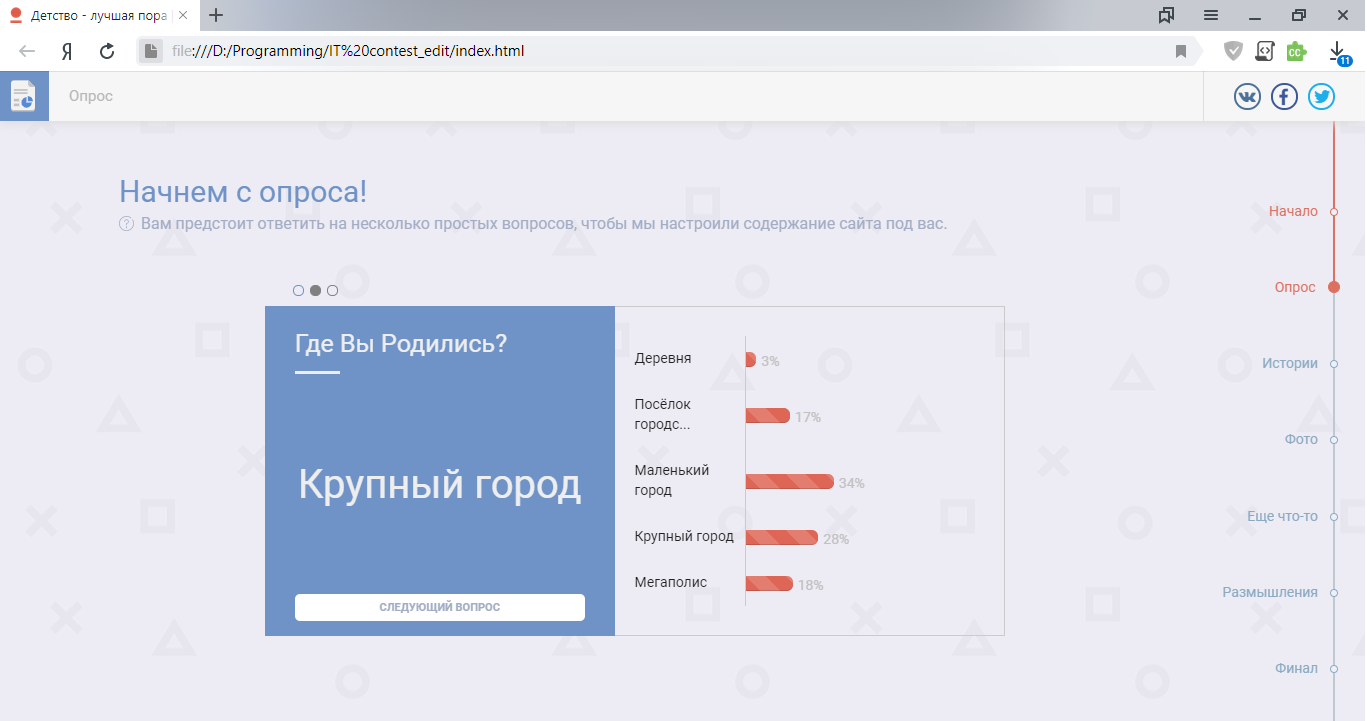 Детство - лучшая пора
file:///D:/Programming/IT%20contest_edit/index.html
11
Опрос
Начнем с опроса!
? Вам предстоит ответить на несколько простых вопросов, чтобы мы настроили содержание сайта под вас.
Где Вы Родились?
Крупный город
СЛЕДУЮЩИЙ ВОПРОС
Деревня 3%
Посёлок
городс... 17%
Маленький
город 34%
Крупный город 28%
Мегаполис 18%
Начало
Опрос
Истории
Фото
Еще что-то
Размышления
Финал